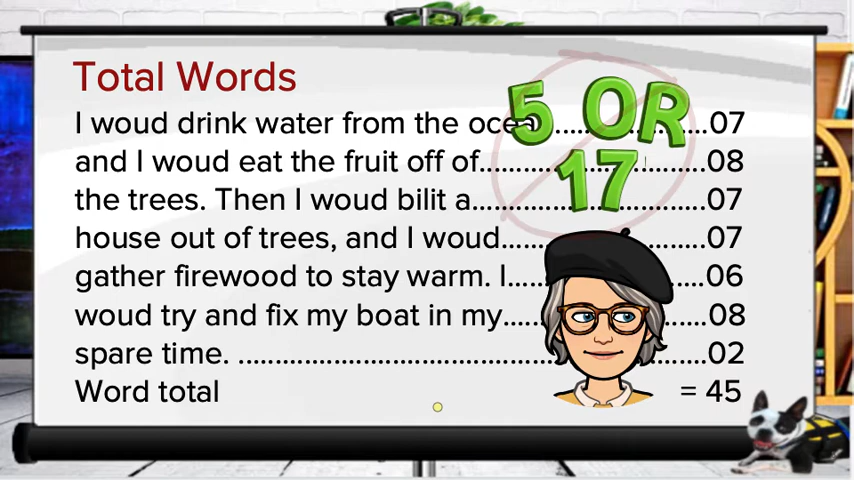 Total Words
I woud drink water from the ocean..................07
and I woud eat the fruit off of...............................08
the trees. Then I woud bilit a................................07
house out of trees, and I woud............................07
gather firewood to stay warm. I...........................06
woud try and fix my boat in my............................08
spare time. ................................................................02
Word total = 45
5 OR
17